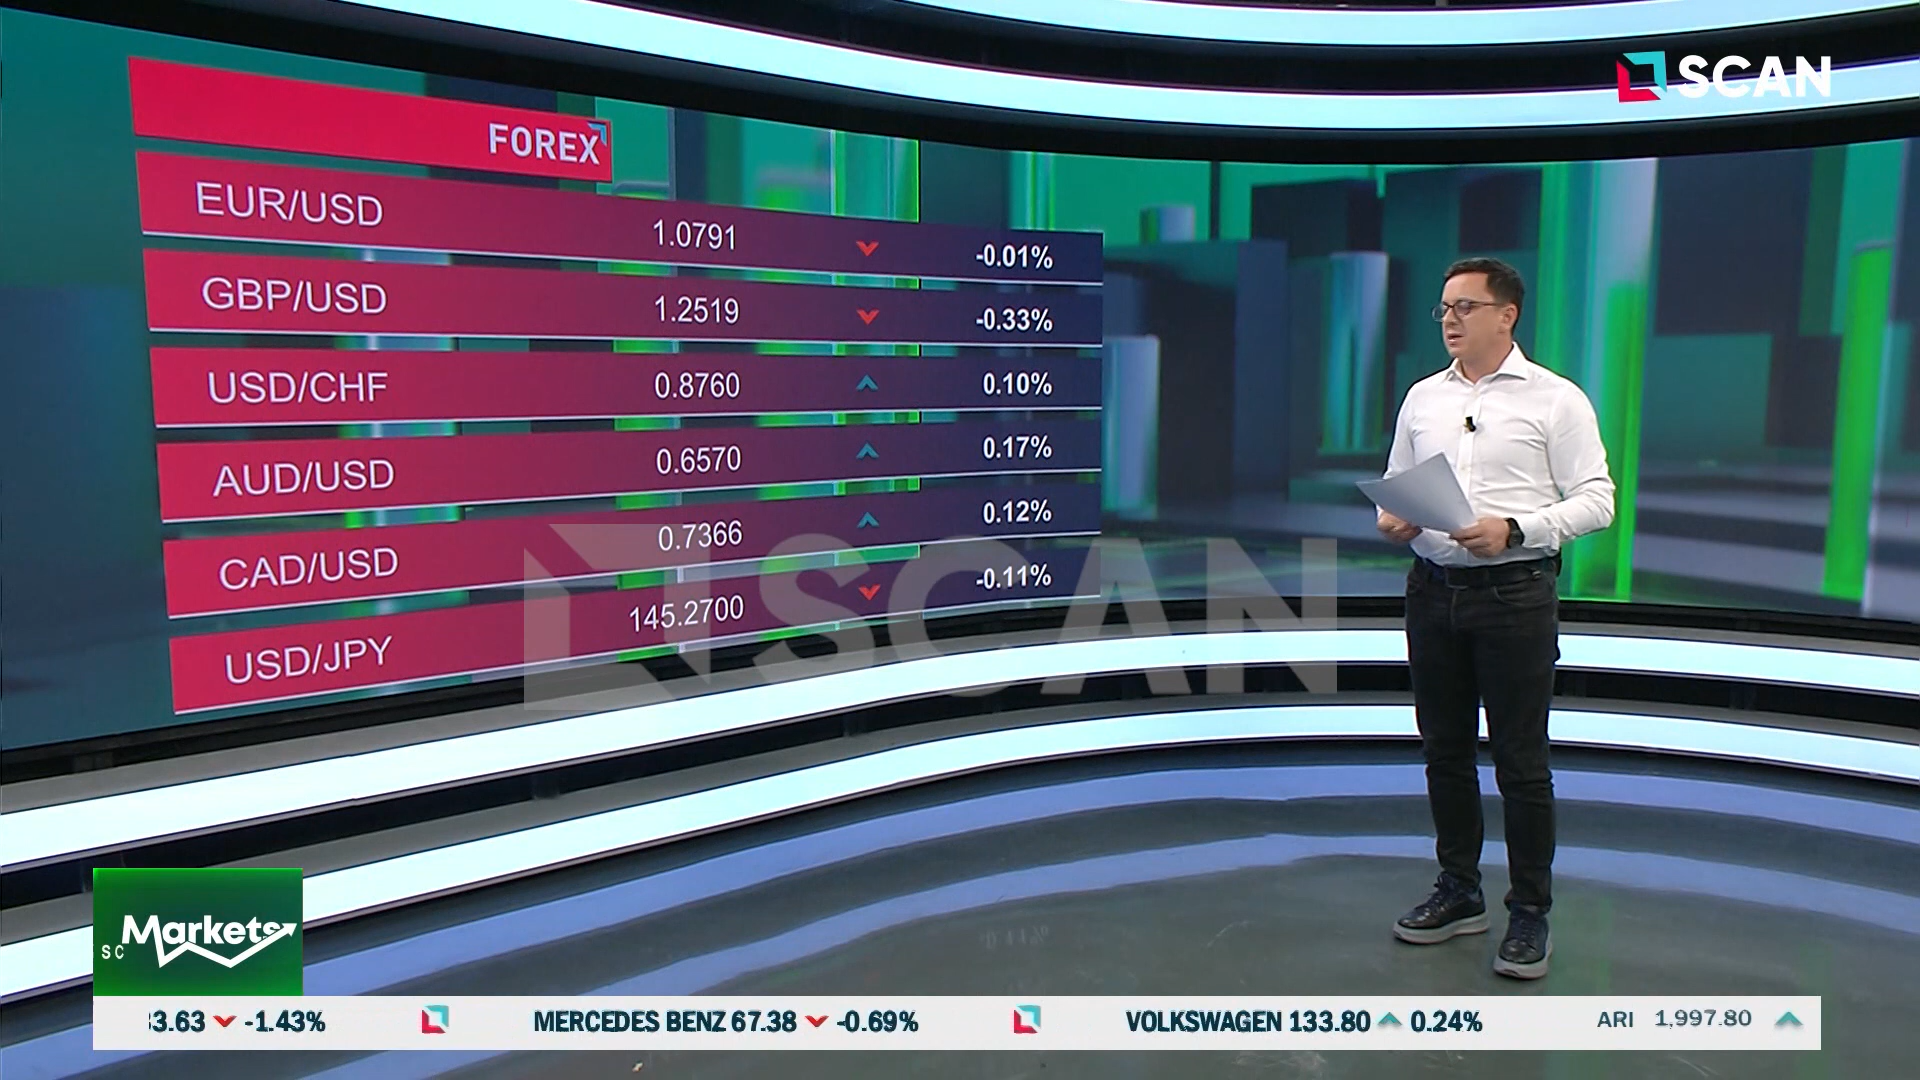 SCAN
FOREX
EUR/USD 1.0791 -0.01%
GBP/USD 1.2519 -0.33%
USD/CHF 0.8760 0.10%
AUD/USD 0.6570 0.17%
CAD/USD 0.7366 0.12%
USD/JPY 145.2700 -0.11%
SCAN
Markets
SC
33.63 -1.43% MERCEDES BENZ 67.38 -0.69% VOLKSWAGEN 133.80 0.24% ARI 1,997.80